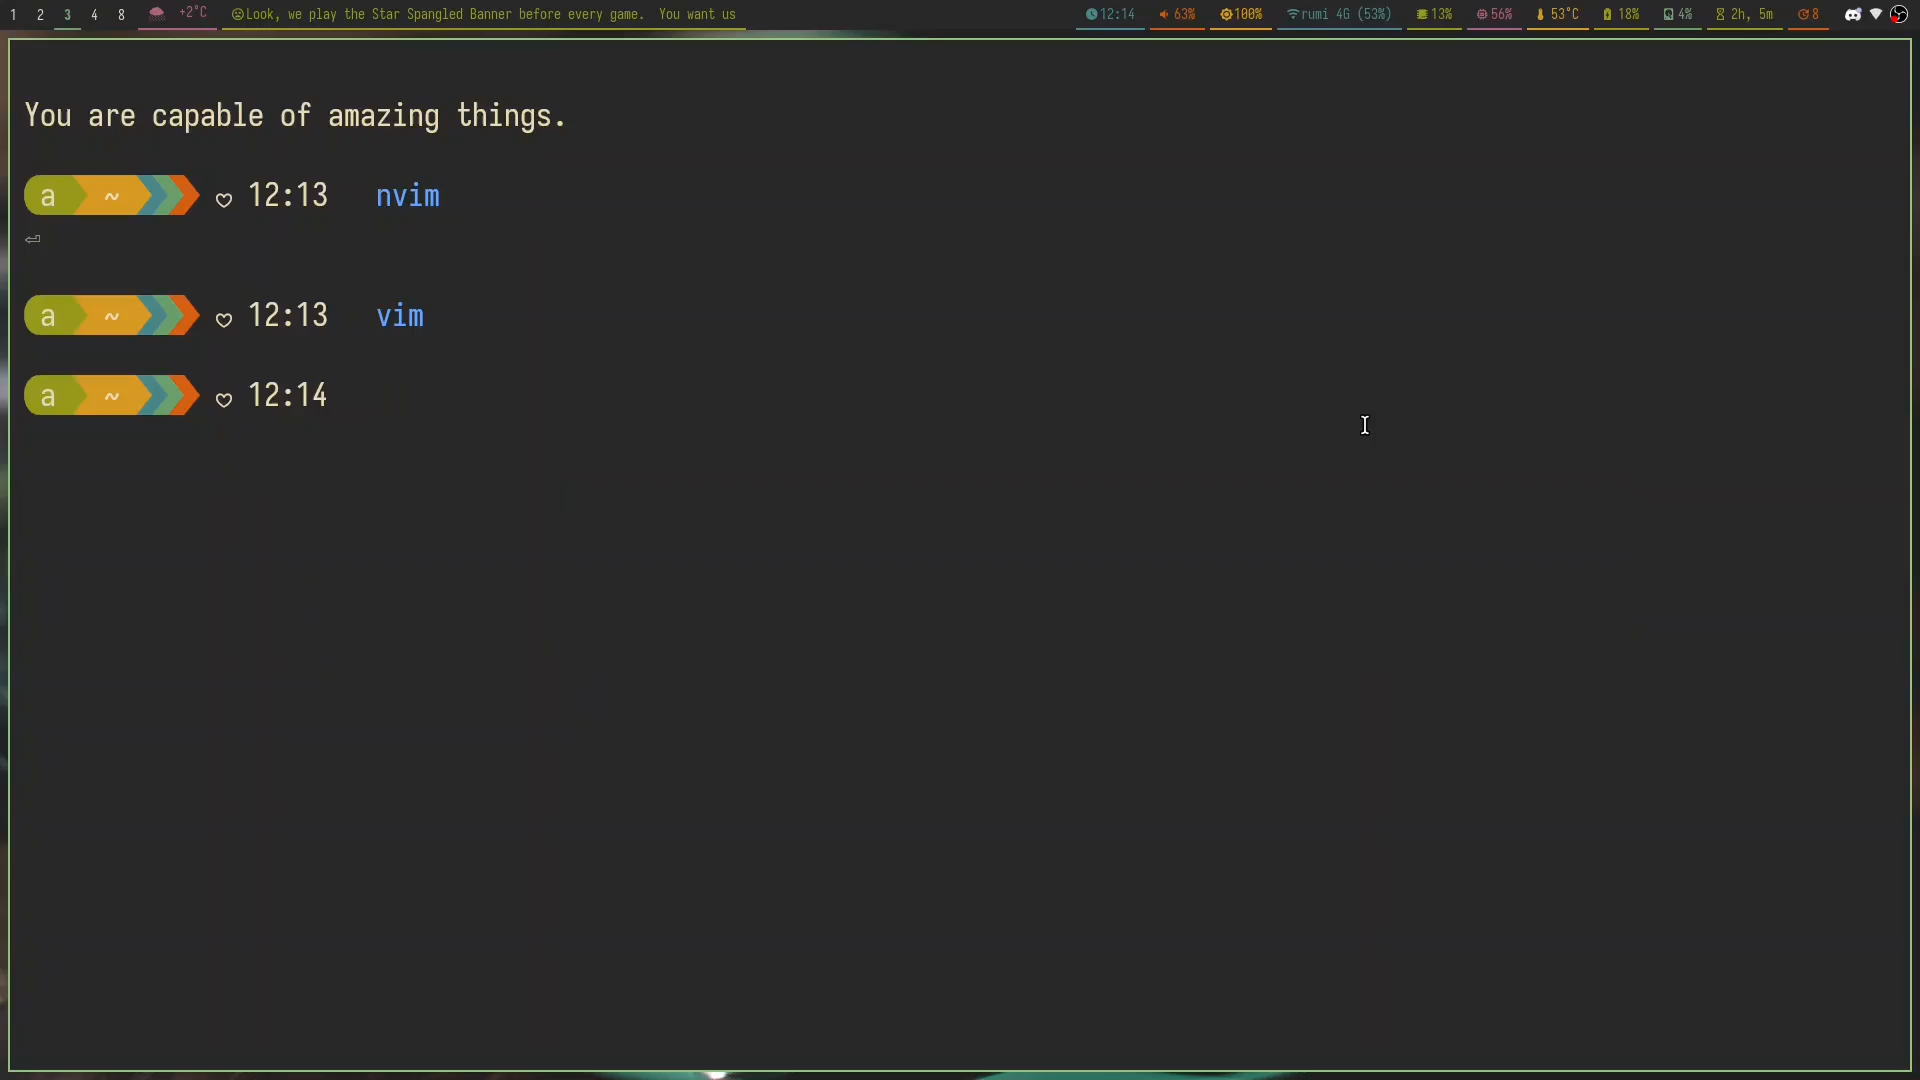 1 2 3 4 8 +2°C Look, we play the Star Spangled Banner before every game. You want us 12:14 63% 100% rumi 4G (53%) 13% 56% 53°C 18% 4% 2h, 5m 8
You are capable of amazing things.
a ~ ♡ 12:13 nvim
⏎
a ~ ♡ 12:13 vim
a ~ ♡ 12:14